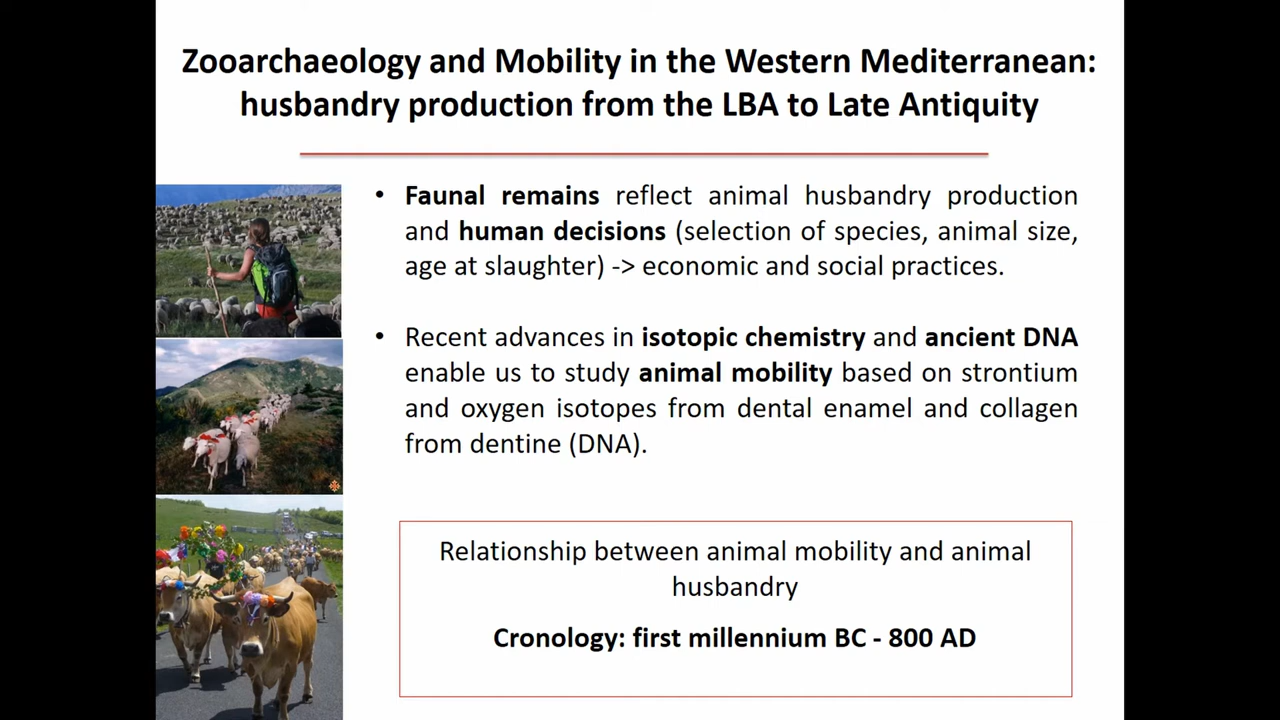 Zooarchaeology and Mobility in the Western Mediterranean:
husbandry production from the LBA to Late Antiquity
• Faunal remains reflect animal husbandry production
and human decisions (selection of species, animal size,
age at slaughter) -> economic and social practices.
• Recent advances in isotopic chemistry and ancient DNA
enable us to study animal mobility based on strontium
and oxygen isotopes from dental enamel and collagen
from dentine (DNA).
Relationship between animal mobility and animal
husbandry
Cronology: first millennium BC - 800 AD